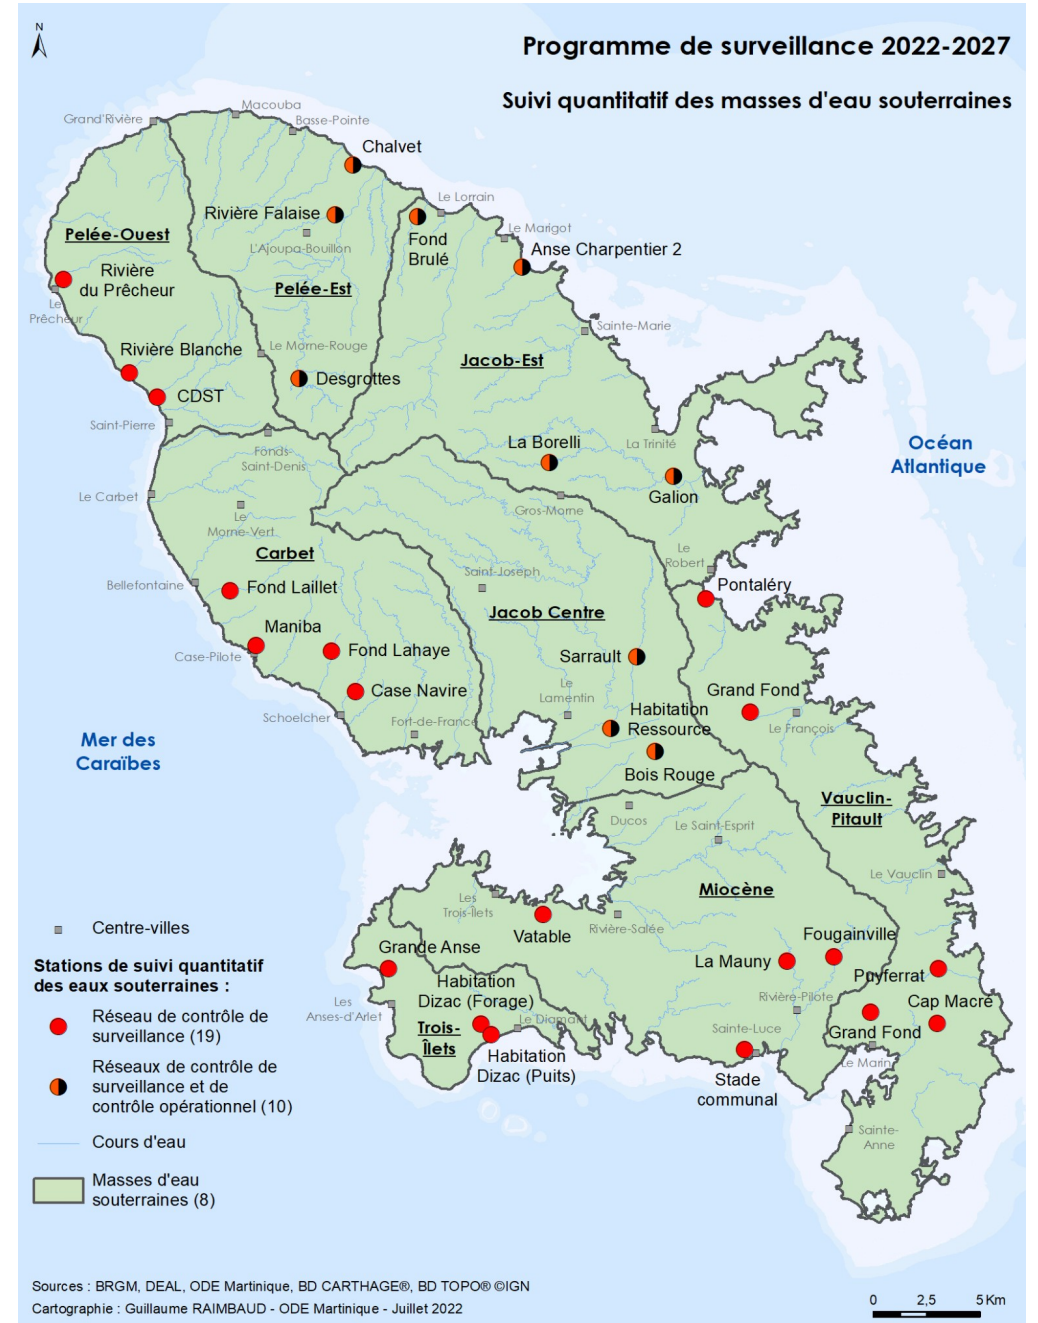 N
Programme de surveillance 2022-2027
Suivi quantitatif des masses d'eau souterraines
Macouba
Grand'Rivière
Basse-Pointe
Chalvet
Le Lorrain
Rivière Falaise
Le Marigot
Pelée-Ouest
L'Ajoupa-Bouillon
Fond
Brulé
Anse Charpentier 2
Rivière
du Prêcheur
Pelée-Est
Le
Prêcheur
Sainte-Marie
Rivière Blanche
Le Morne-Rouge
Jacob-Est
Desgrottes
CDST
Saint-Pierre
La Borelli
La Trinité
Océan
Atlantique
Fonds-
Saint-Denis
Le Carbet
Galion
Gros-Morne
Le
Morne-Vert
Carbet
Le
Robert
Saint-Joseph
Bellefontaine
Fond Laillet
Pontaléry
Jacob Centre
Maniba
Case-Pilote
Fond Lahaye
Sarrault
Case Navire
Le
Lamentin
Grand Fond
Schoelcher
Fort-de-France
Habitation
Ressource
Le François
Mer des
Caraïbes
Bois Rouge
Vauclin-
Pitault
Ducos
Le Saint-Esprit
Le Vauclin
Miocène
Les
Trois-Îlets
Vatable
Rivière-Salée
Fougainville
Grande Anse
La Mauny
Puyferrat
Habitation
Dizac (Forage)
Rivière-Pilote
Cap Macré
Les
Anses-d'Arlet
Trois-
Îlets
Le Diamant
Sainte-Luce
Grand Fond
Habitation
Dizac (Puits)
Le Marin
Stade
communal
Sainte-
Anne
Centre-villes
Stations de suivi quantitatif
des eaux souterraines :
Réseau de contrôle de
surveillance (19)
Réseaux de contrôle de
surveillance et de
contrôle opérationnel (10)
Cours d'eau
Masses d'eau
souterraines (8)
Sources : BRGM, DEAL, ODE Martinique, BD CARTHAGE®, BD TOPO® ©IGN
Cartographie : Guillaume RAIMBAUD - ODE Martinique - Juillet 2022
0 2,5 5 Km